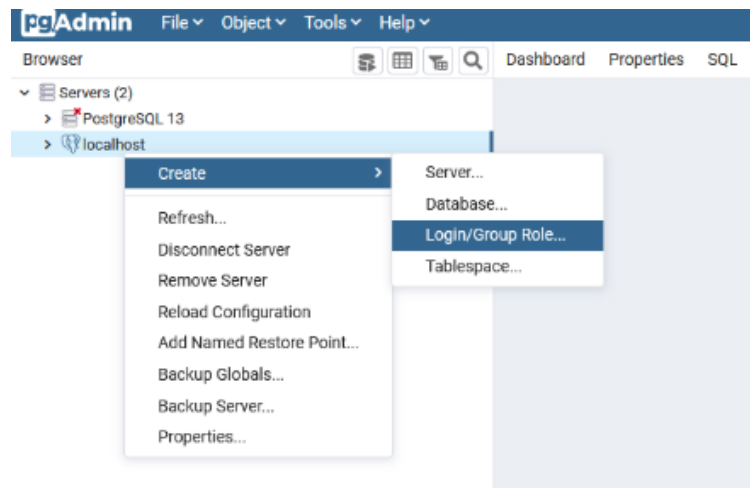 pgAdmin File Object Tools Help
Browser Dashboard Properties SQL
Servers (2)
PostgreSQL 13
localhost
Create
Refresh...
Disconnect Server
Remove Server
Reload Configuration
Add Named Restore Point...
Backup Globals...
Backup Server...
Properties...
Server...
Database...
Login/Group Role...
Tablespace...